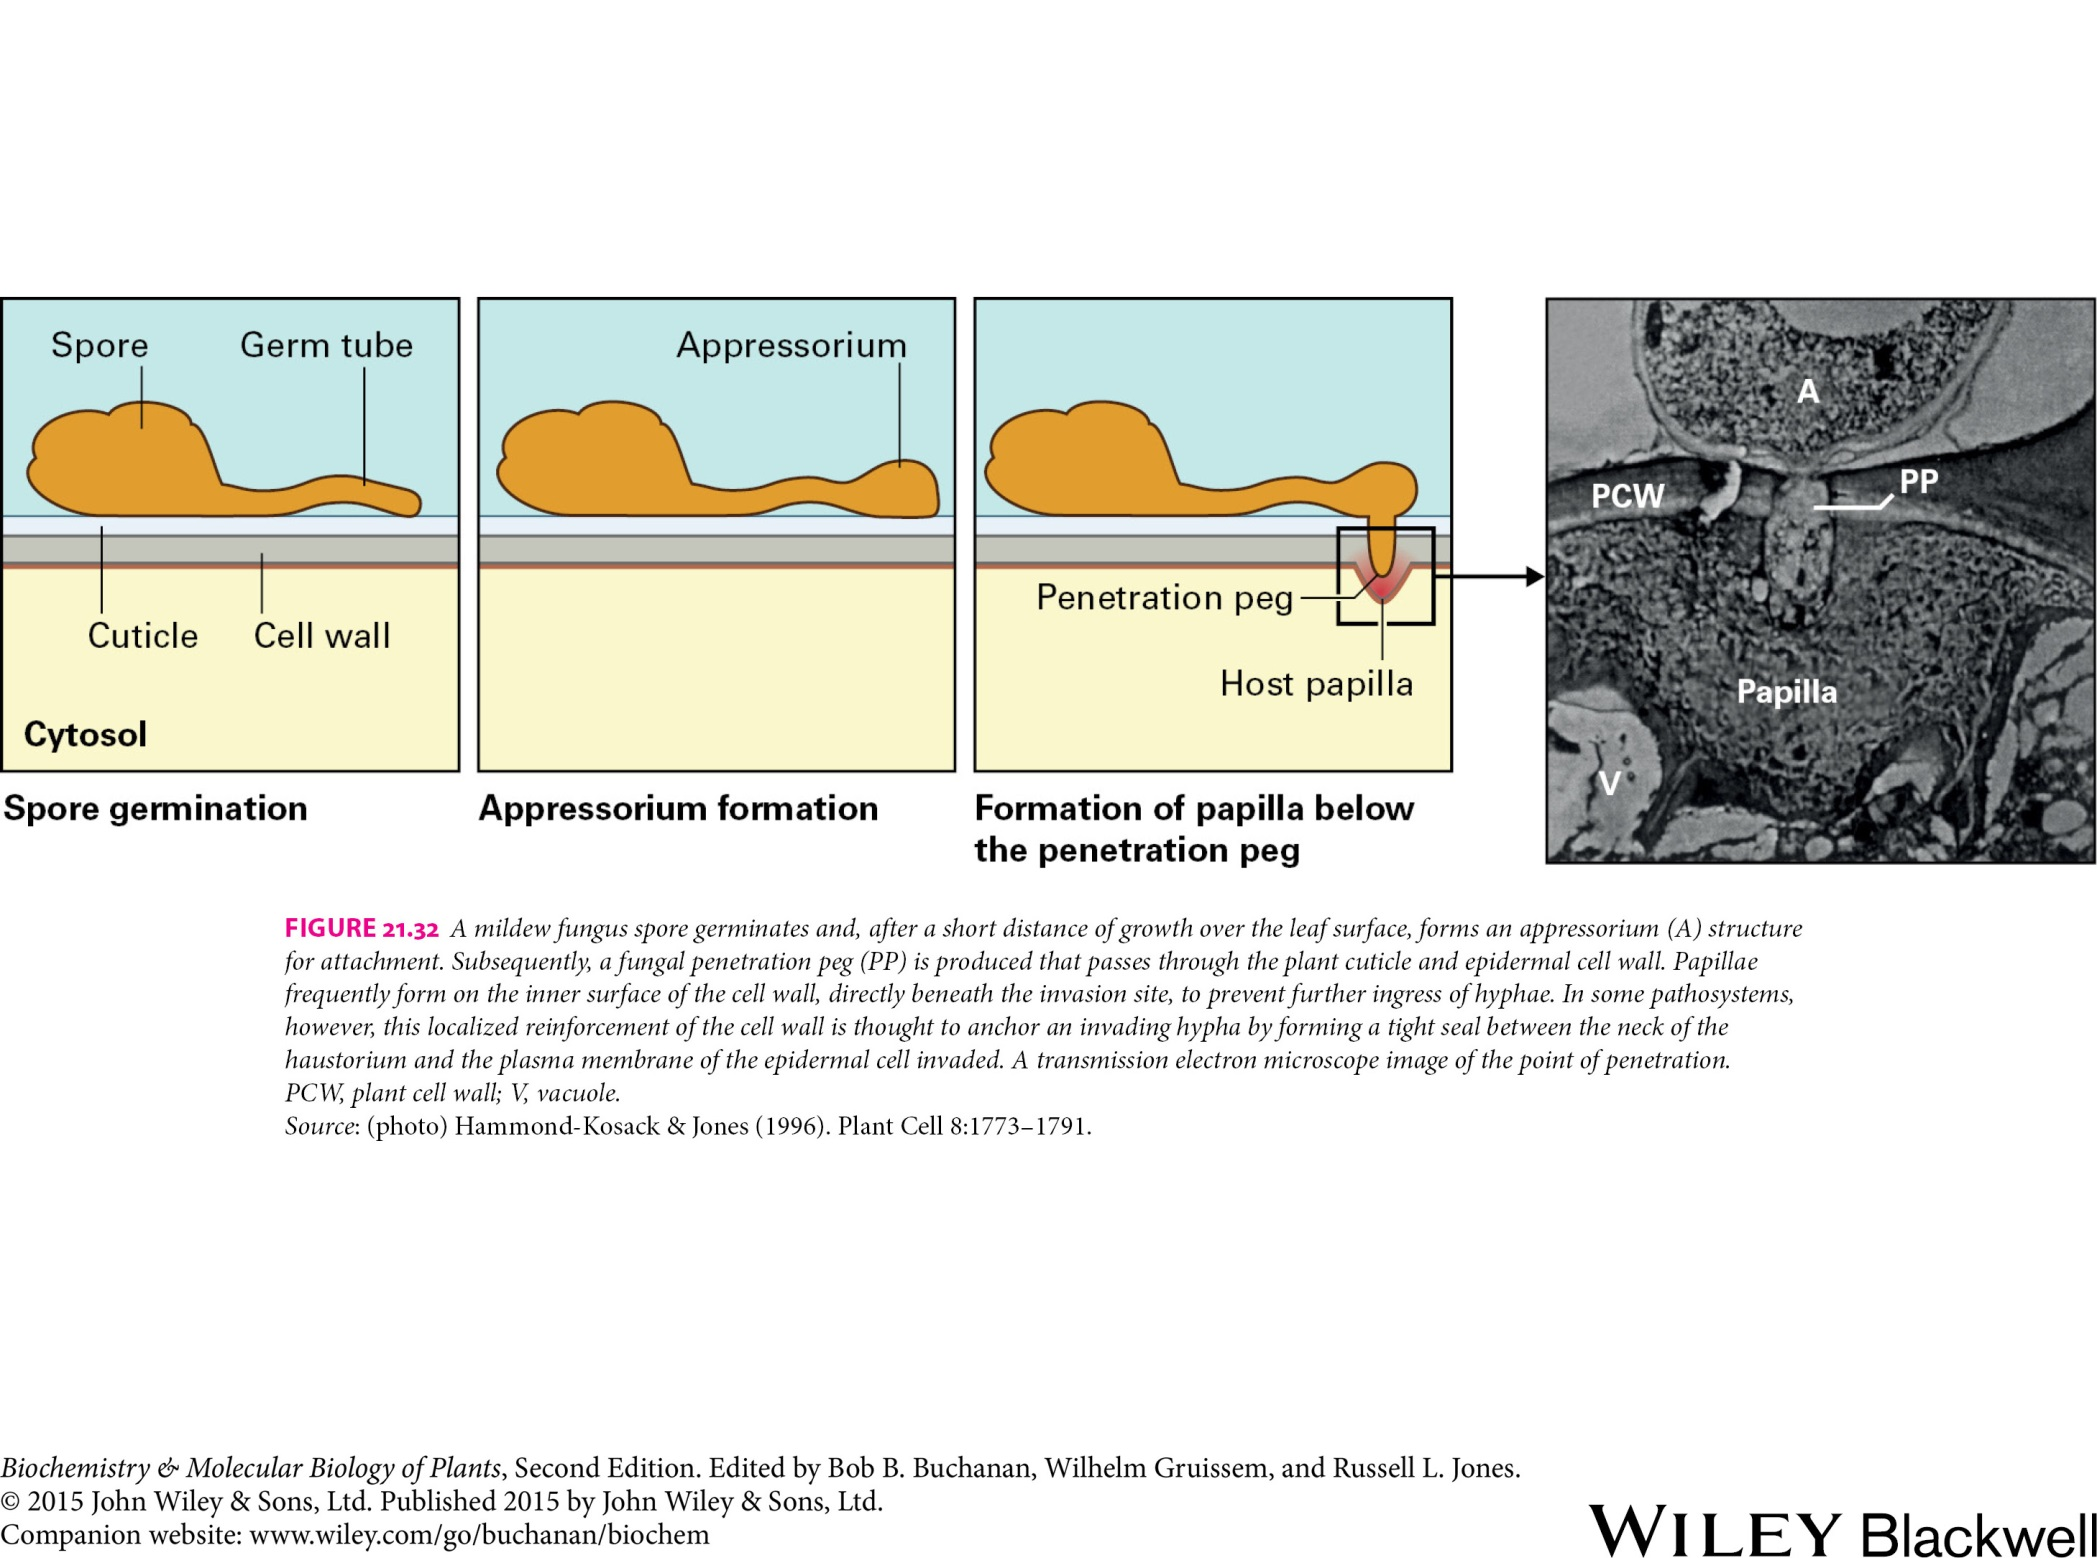 Spore
Germ tube
Cuticle
Cell wall
Cytosol
Spore germination
Appressorium
Appressorium formation
Penetration peg
Host papilla
Formation of papilla below
the penetration peg
A
PCW
PP
Papilla
V
FIGURE 21.32 A mildew fungus spore germinates and, after a short distance of growth over the leaf surface, forms an appressorium (A) structure
for attachment. Subsequently, a fungal penetration peg (PP) is produced that passes through the plant cuticle and epidermal cell wall. Papillae
frequently form on the inner surface of the cell wall, directly beneath the invasion site, to prevent further ingress of hyphae. In some pathosystems,
however, this localized reinforcement of the cell wall is thought to anchor an invading hypha by forming a tight seal between the neck of the
haustorium and the plasma membrane of the epidermal cell invaded. A transmission electron microscope image of the point of penetration.
PCW, plant cell wall; V, vacuole.
Source: (photo) Hammond-Kosack & Jones (1996). Plant Cell 8:1773–1791.
Biochemistry & Molecular Biology of Plants, Second Edition. Edited by Bob B. Buchanan, Wilhelm Gruissem, and Russell L. Jones.
© 2015 John Wiley & Sons, Ltd. Published 2015 by John Wiley & Sons, Ltd.
Companion website: www.wiley.com/go/buchanan/biochem
WILEY Blackwell